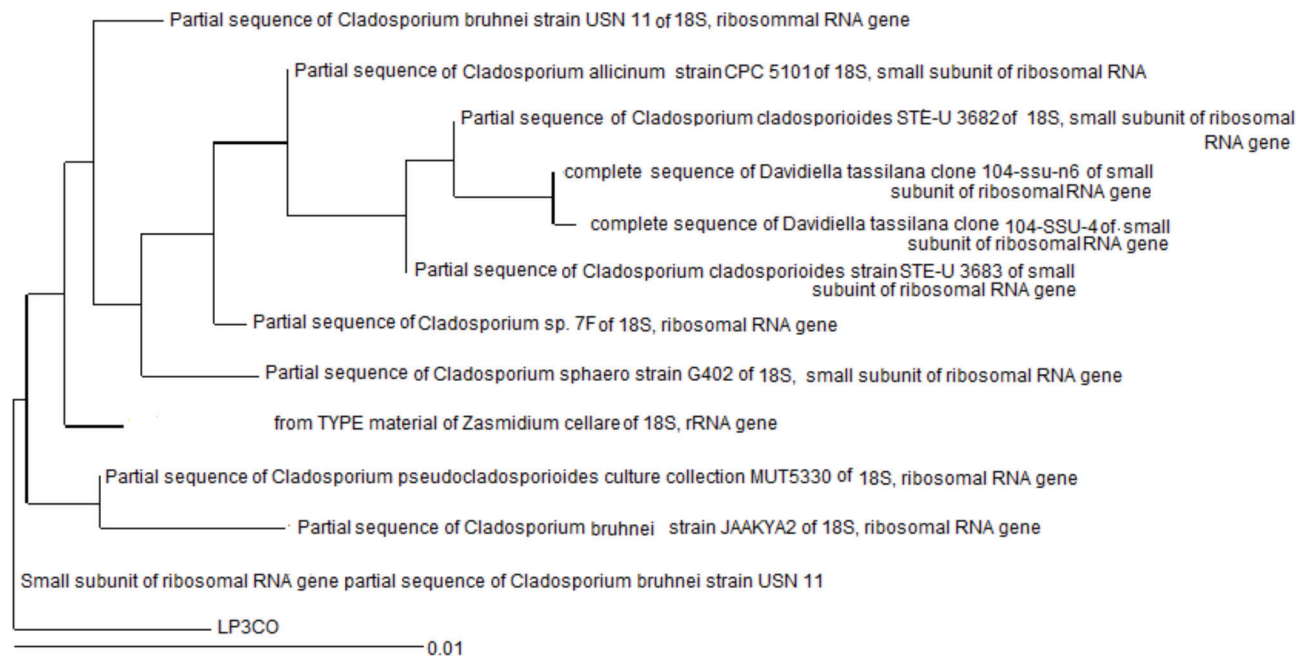 Partial sequence of Cladosporium bruhnei strain USN 11 of 18S, ribosommal RNA gene
Partial sequence of Cladosporium allicinum strain CPC 5101 of 18S, small subunit of ribosomal RNA
Partial sequence of Cladosporium cladosporioides STE-U 3682 of 18S, small subunit of ribosomal
RNA gene
complete sequence of Davidiella tassilana clone 104-ssu-n6 of small
subunit of ribosomal RNA gene
complete sequence of Davidiella tassilana clone 104-SSU-4 of small
subunit of ribosomal RNA gene
Partial sequence of Cladosporium cladosporioides strain STE-U 3683 of small
subuint of ribosomal RNA gene
Partial sequence of Cladosporium sp. 7F of 18S, ribosomal RNA gene
Partial sequence of Cladosporium sphaero strain G402 of 18S, small subunit of ribosomal RNA gene
from TYPE material of Zasmidium cellare of 18S, rRNA gene
Partial sequence of Cladosporium pseudocladosporioides culture collection MUT5330 of 18S, ribosomal RNA gene
Partial sequence of Cladosporium bruhnei strain JAAKYA2 of 18S, ribosomal RNA gene
Small subunit of ribosomal RNA gene partial sequence of Cladosporium bruhnei strain USN 11
LP3CO
0.01